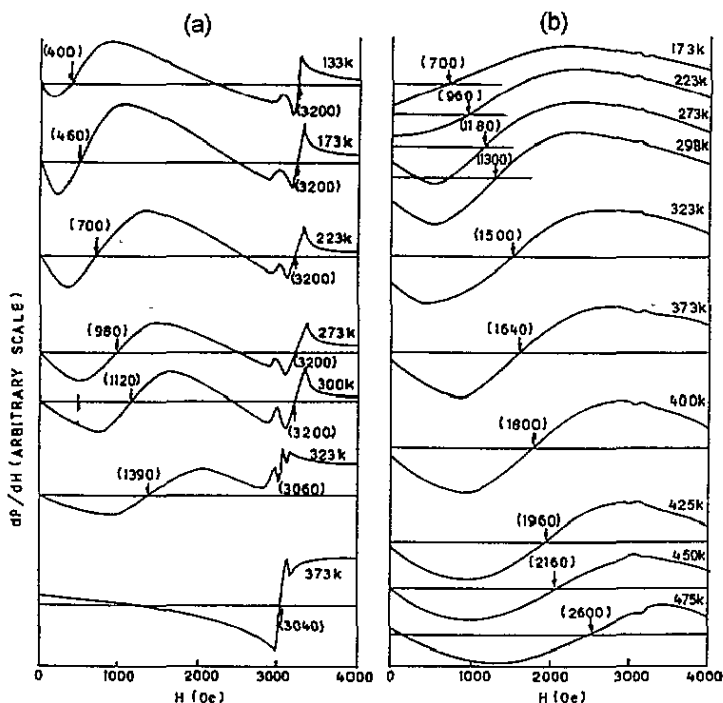 (a)
(400)
133k
(3200)
(460)
173k
(3200)
(700)
223k
(3200)
(980)
273k
(3200)
(1120)
300k
(3200)
(1390)
323k
(3060)
373k
(3040)
0 1000 2000 3000 4000
H (Oe)
dP/dH (ARBITRARY SCALE)
(b)
173k
(700)
223k
(960)
273k
(1180)
298k
(1300)
323k
(1500)
373k
(1640)
400k
(1800)
425k
(1960)
450k
(2160)
475k
(2600)
0 1000 2000 3000 4000
H (Oe)